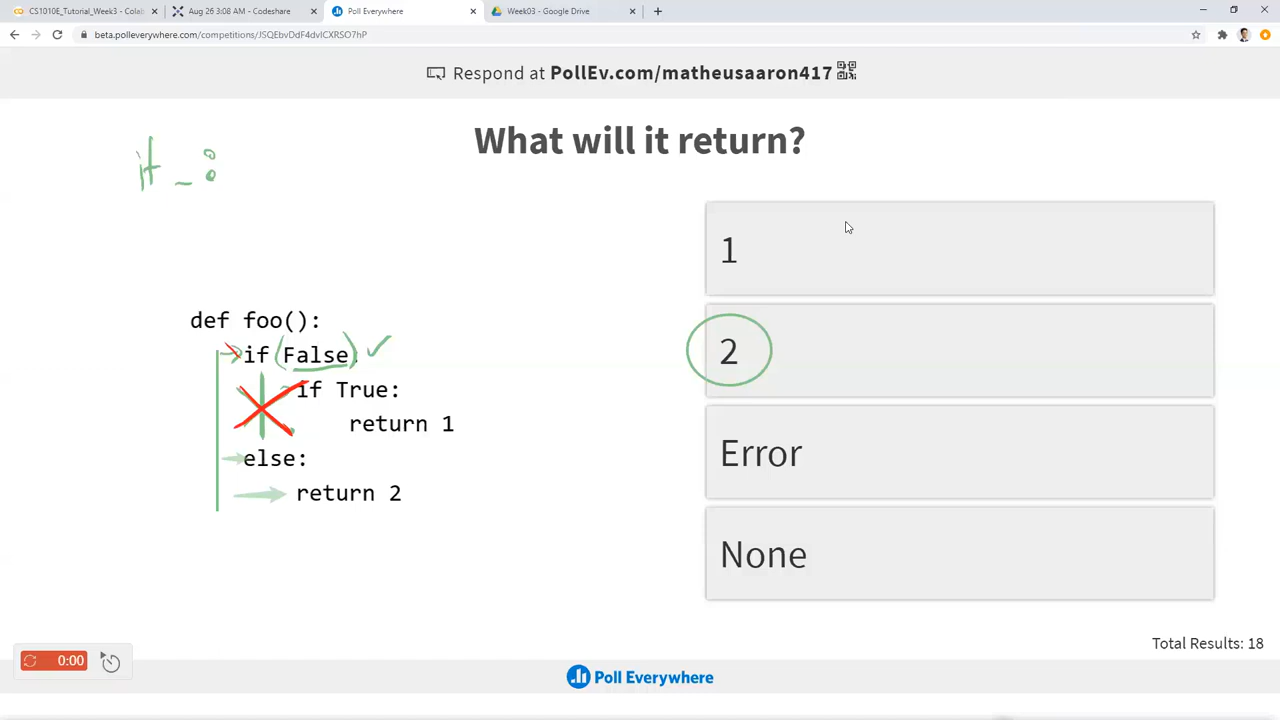 CS1010E_Tutorial_Week3 - Colab
Aug 26 3:08 AM - Codeshare
Poll Everywhere
Week03 - Google Drive
beta.polleverywhere.com/competitions/JSQEbvDdF4dvICXRSO7hP
Respond at PollEv.com/matheusaaron417
What will it return?
if _ :
def foo():
if (False):
if True:
return 1
else:
return 2
1
2
Error
None
Total Results: 18
0:00
Poll Everywhere